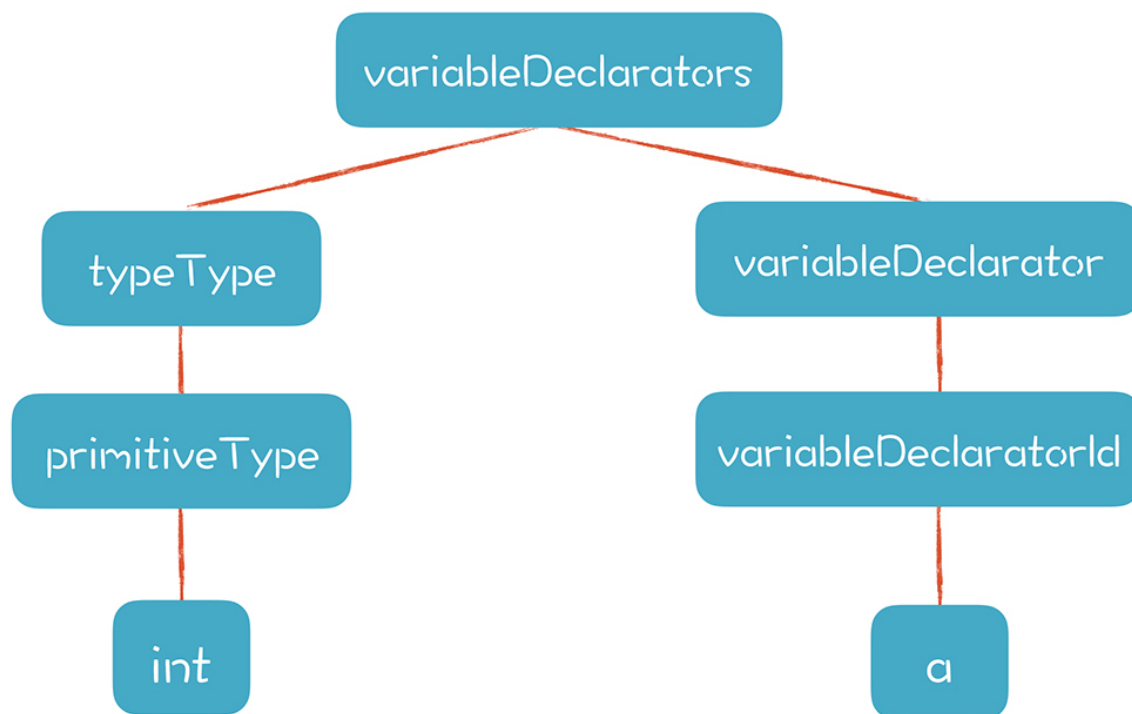 variableDeclarators
typeType
variableDeclarator
primitiveType
variableDeclaratorId
int
a